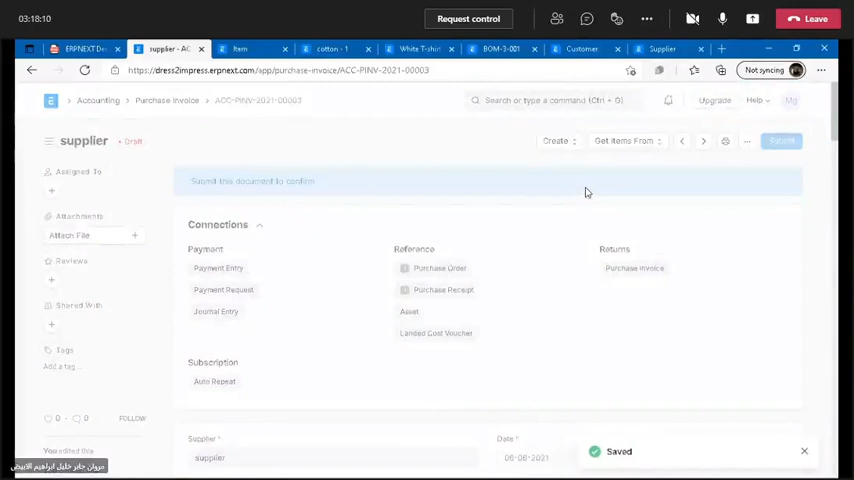 03:18:10
Request control
Leave
ERPNEXT Des
supplier - AC
Item
cotton - 1
White T-shirt
BOM-3-001
Customer
Supplier
https://dress2impress.erpnext.com/app/purchase-invoice/ACC-PINV-2021-00003
Not syncing
Accounting
Purchase Invoice
ACC-PINV-2021-00003
Search or type a command (Ctrl + G)
Upgrade
Help
Mg
supplier
Draft
Create
Get Items From
Submit
Assigned To
Submit this document to confirm
Attachments
Attach File
Reviews
Shared With
Tags
Add a tag...
0 · 0
FOLLOW
You edited this
مروان جابر خليل ابراهيم الابيض
Connections
Payment
Reference
Returns
Payment Entry
1 Purchase Order
Purchase Invoice
Payment Request
1 Purchase Receipt
Journal Entry
Asset
Landed Cost Voucher
Subscription
Auto Repeat
Supplier *
Date *
supplier
06-06-2021
Saved